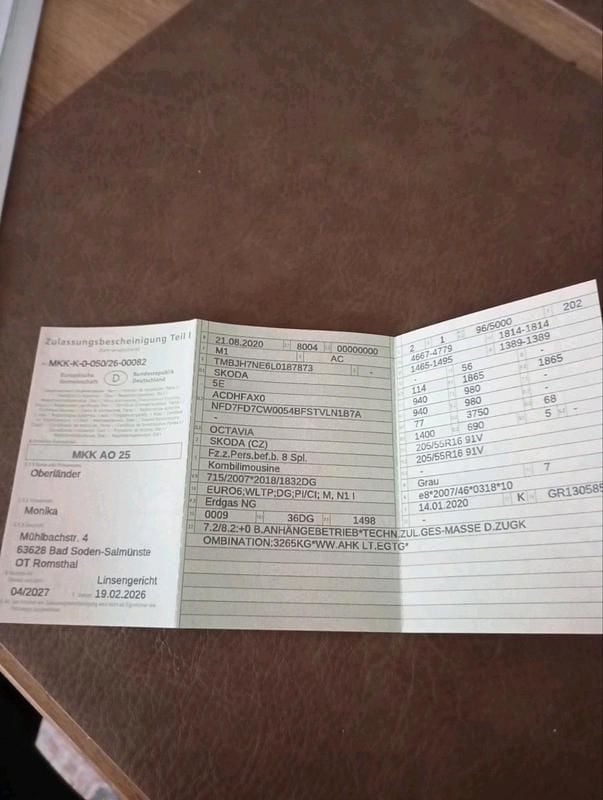 Zulassungsbescheinigung Teil I
MKK-K-0-050/26-00082
Europäische Gemeinschaft
D
Bundesrepublik Deutschland
MKK AO 25
Oberländer
Monika
Mühlbachstr. 4
63628 Bad Soden-Salmünste
OT Romsthal
Linsengericht
04/2027
19.02.2026
21.08.2020 8004 00000000
M1 AC
TMBJH7NE6L0187873 -
SKODA
5E
ACDHFAX0
NFD7FD7CW0054BFSTVLN1B7A
-
OCTAVIA
SKODA (CZ)
Fz.z.Pers.bef.b. 8 Spl.
Kombilimousine
715/2007*2018/1832DG
EURO6;WLTP;DG;PI/CI; M, N1 I
Erdgas NG
0009 36DG 1498
7.2/8.2:+0 B.ANHÄNGEBETRIEB*TECHN.ZUL.GES-MASSE D.ZUGK
OMBINATION:3265KG*WW.AHK LT.EGTG*
2 1 96/5000 202
4667-4779 1814-1814
1465-1495 1389-1389
- 56 -
114 1865 1865
940 980 -
940 980 -
77 3750 68
1400 690 5 -
205/55R16 91V
205/55R16 91V
-
Grau 7
e8*2007/46*0318*10
14.01.2020 K GR130585
-